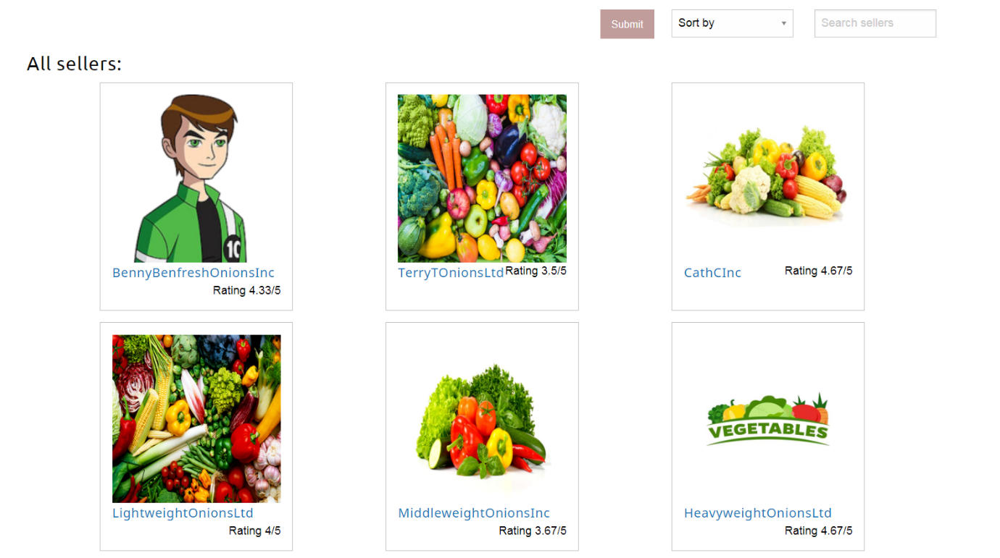 Submit
Sort by
Search sellers
All sellers:
10
BennyBenfreshOnionsInc
Rating 4.33/5
TerryTOnionsLtd Rating 3.5/5
CathCInc Rating 4.67/5
LightweightOnionsLtd
Rating 4/5
MiddleweightOnionsInc
Rating 3.67/5
VEGETABLES
HeavyweightOnionsLtd
Rating 4.67/5